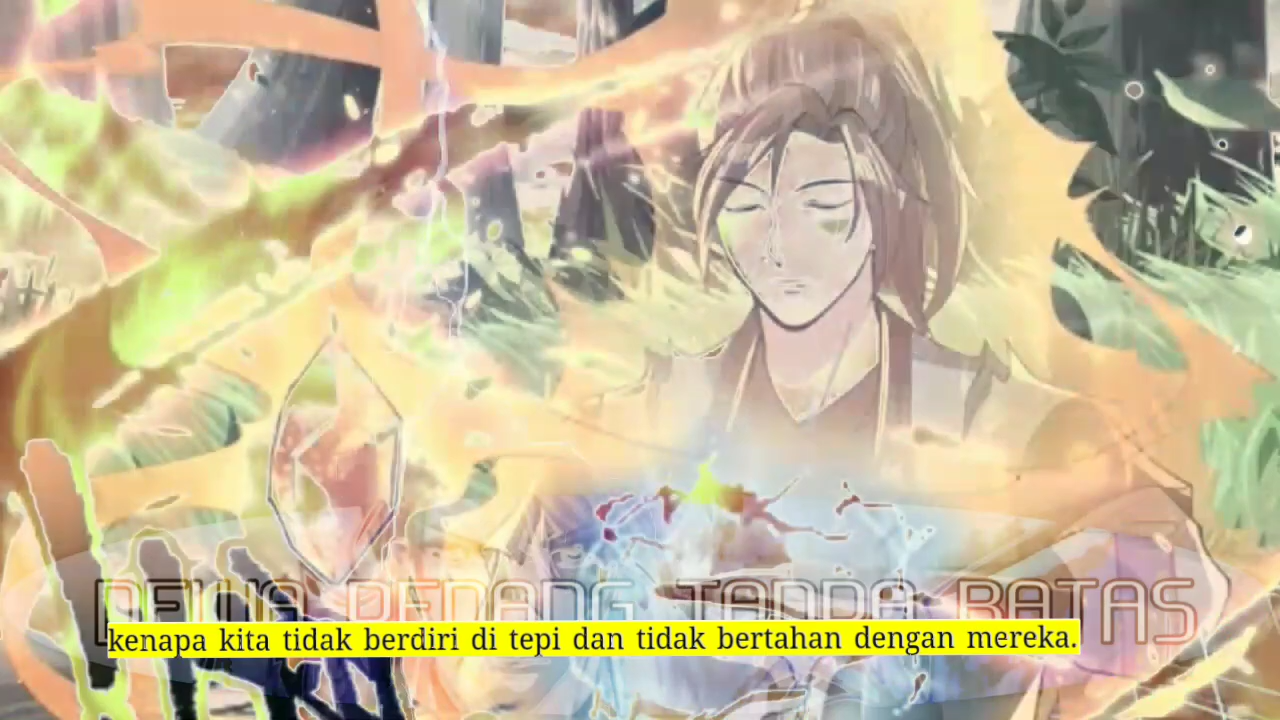 DEWA PEDANG TANPA BATAS
kenapa kita tidak berdiri di tepi dan tidak bertahan dengan mereka.